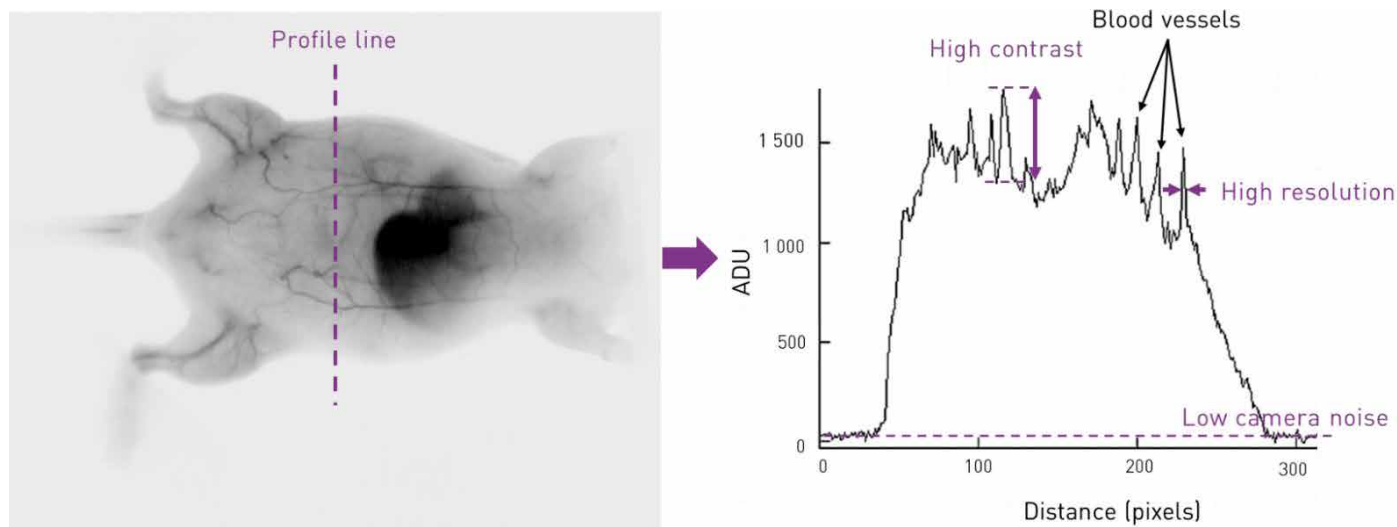 Profile line
Blood vessels
High contrast
High resolution
Low camera noise
ADU
1 500
1 000
500
0
0
100
200
300
Distance (pixels)